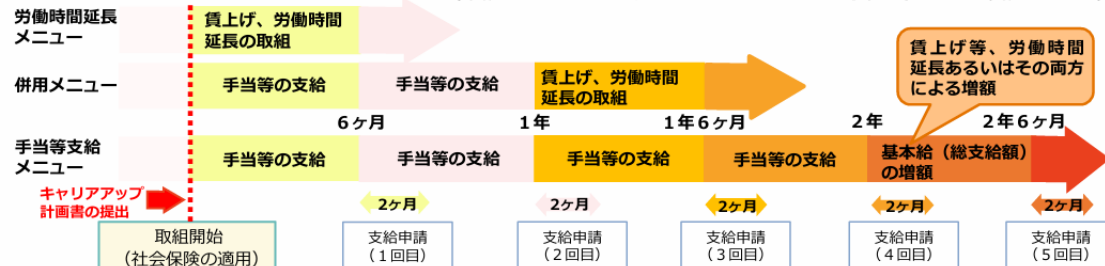 労働時間延長
メニュー
賃上げ、労働時間
延長の取組
併用メニュー
手当等の支給
手当等の支給
賃上げ、労働時間
延長の取組
賃上げ等、労働時間
延長あるいはその両方
による増額
6ヶ月
1年
1年6ヶ月
2年
2年6ヶ月
手当等支給
メニュー
手当等の支給
手当等の支給
手当等の支給
手当等の支給
基本給（総支給額）
の増額
キャリアアップ
計画書の提出
2ヶ月
2ヶ月
2ヶ月
2ヶ月
2ヶ月
取組開始
（社会保険の適用）
支給申請
（1回目）
支給申請
（2回目）
支給申請
（3回目）
支給申請
（4回目）
支給申請
（5回目）